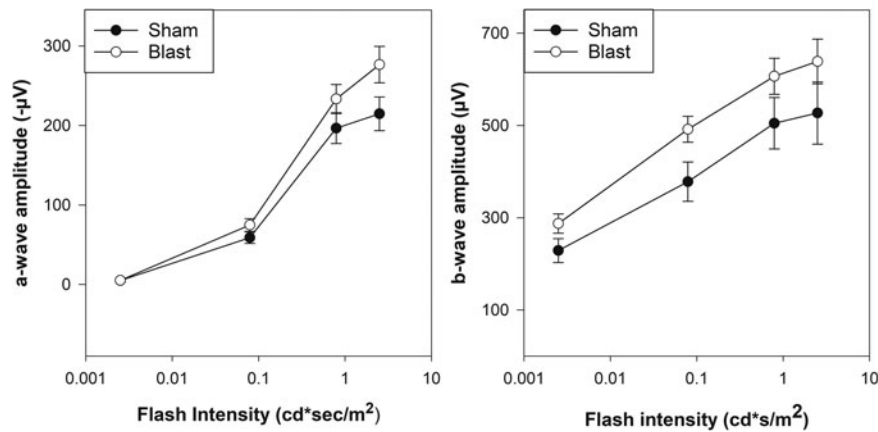 Sham
Blast
300
200
100
0
a-wave amplitude (-µV)
0.001
0.01
0.1
1
10
Flash Intensity (cd*sec/m²)
Sham
Blast
700
500
300
100
b-wave amplitude (µV)
0.001
0.01
0.1
1
10
Flash intensity (cd*s/m²)